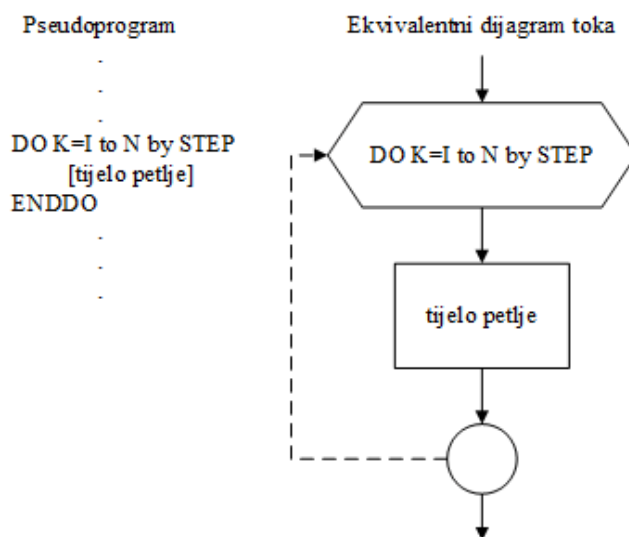 Pseudoprogram
.
.
.
DO K=I to N by STEP
[tijelo petlje]
ENDDO
.
.
.
Ekvivalentni dijagram toka
DO K=I to N by STEP
tijelo petlje